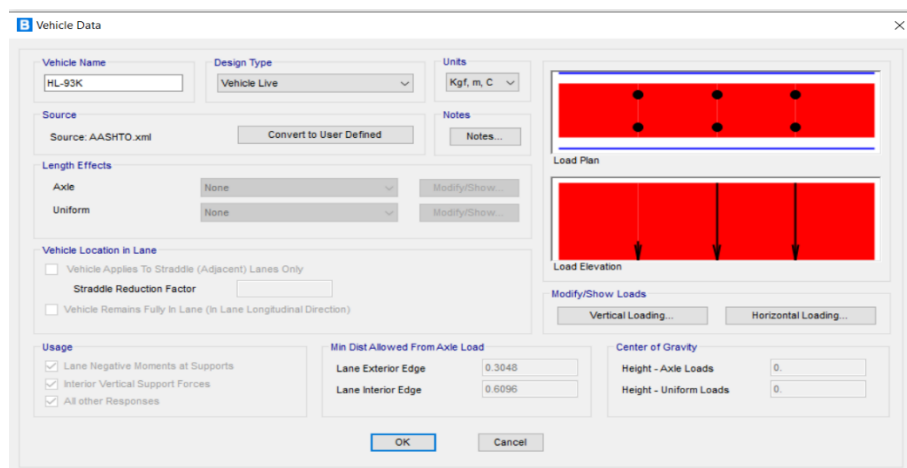 B Vehicle Data
Vehicle Name
HL-93K
Design Type
Vehicle Live
Units
Kgf, m, C
Source
Source: AASHTO.xml
Convert to User Defined
Notes
Notes...
Load Plan
Length Effects
Axle
None
Modify/Show...
Uniform
None
Modify/Show...
Load Elevation
Vehicle Location in Lane
Vehicle Applies To Straddle (Adjacent) Lanes Only
Straddle Reduction Factor
Vehicle Remains Fully In Lane (In Lane Longitudinal Direction)
Modify/Show Loads
Vertical Loading...
Horizontal Loading...
Usage
Lane Negative Moments at Supports
Interior Vertical Support Forces
All other Responses
Min Dist Allowed From Axle Load
Lane Exterior Edge
0.3048
Lane Interior Edge
0.6096
Center of Gravity
Height - Axle Loads
0.
Height - Uniform Loads
0.
OK
Cancel